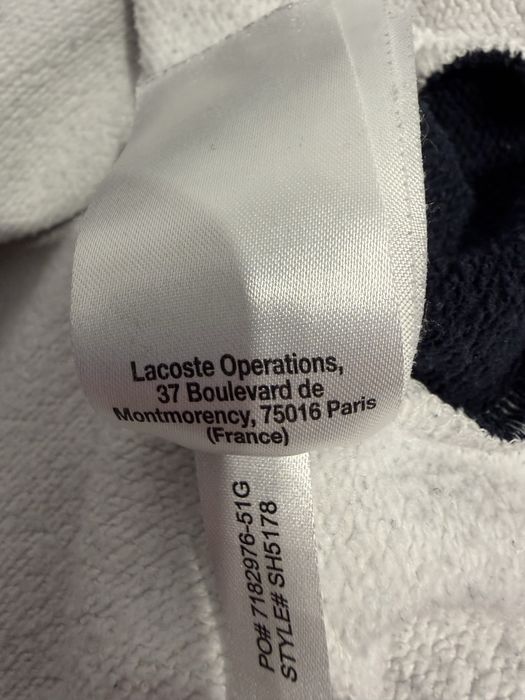 Lacoste Operations,
37 Boulevard de
Montmorency, 75016 Paris
(France)
PO# 7182976-51G
STYLE# SH5178